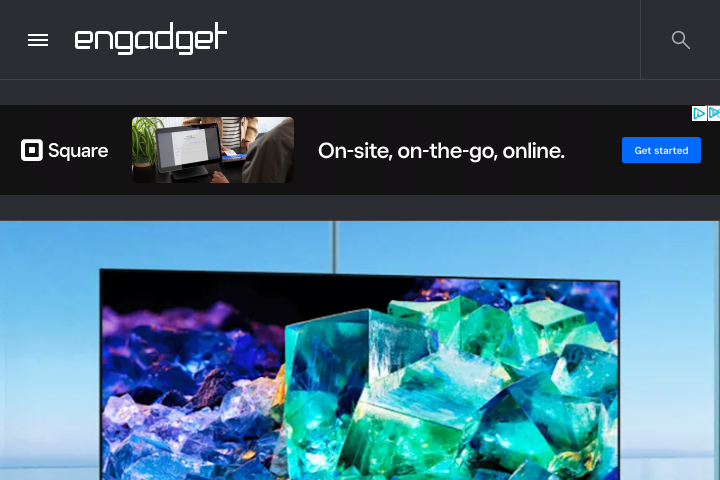 engadget
Square
On-site, on-the-go, online.
Get started